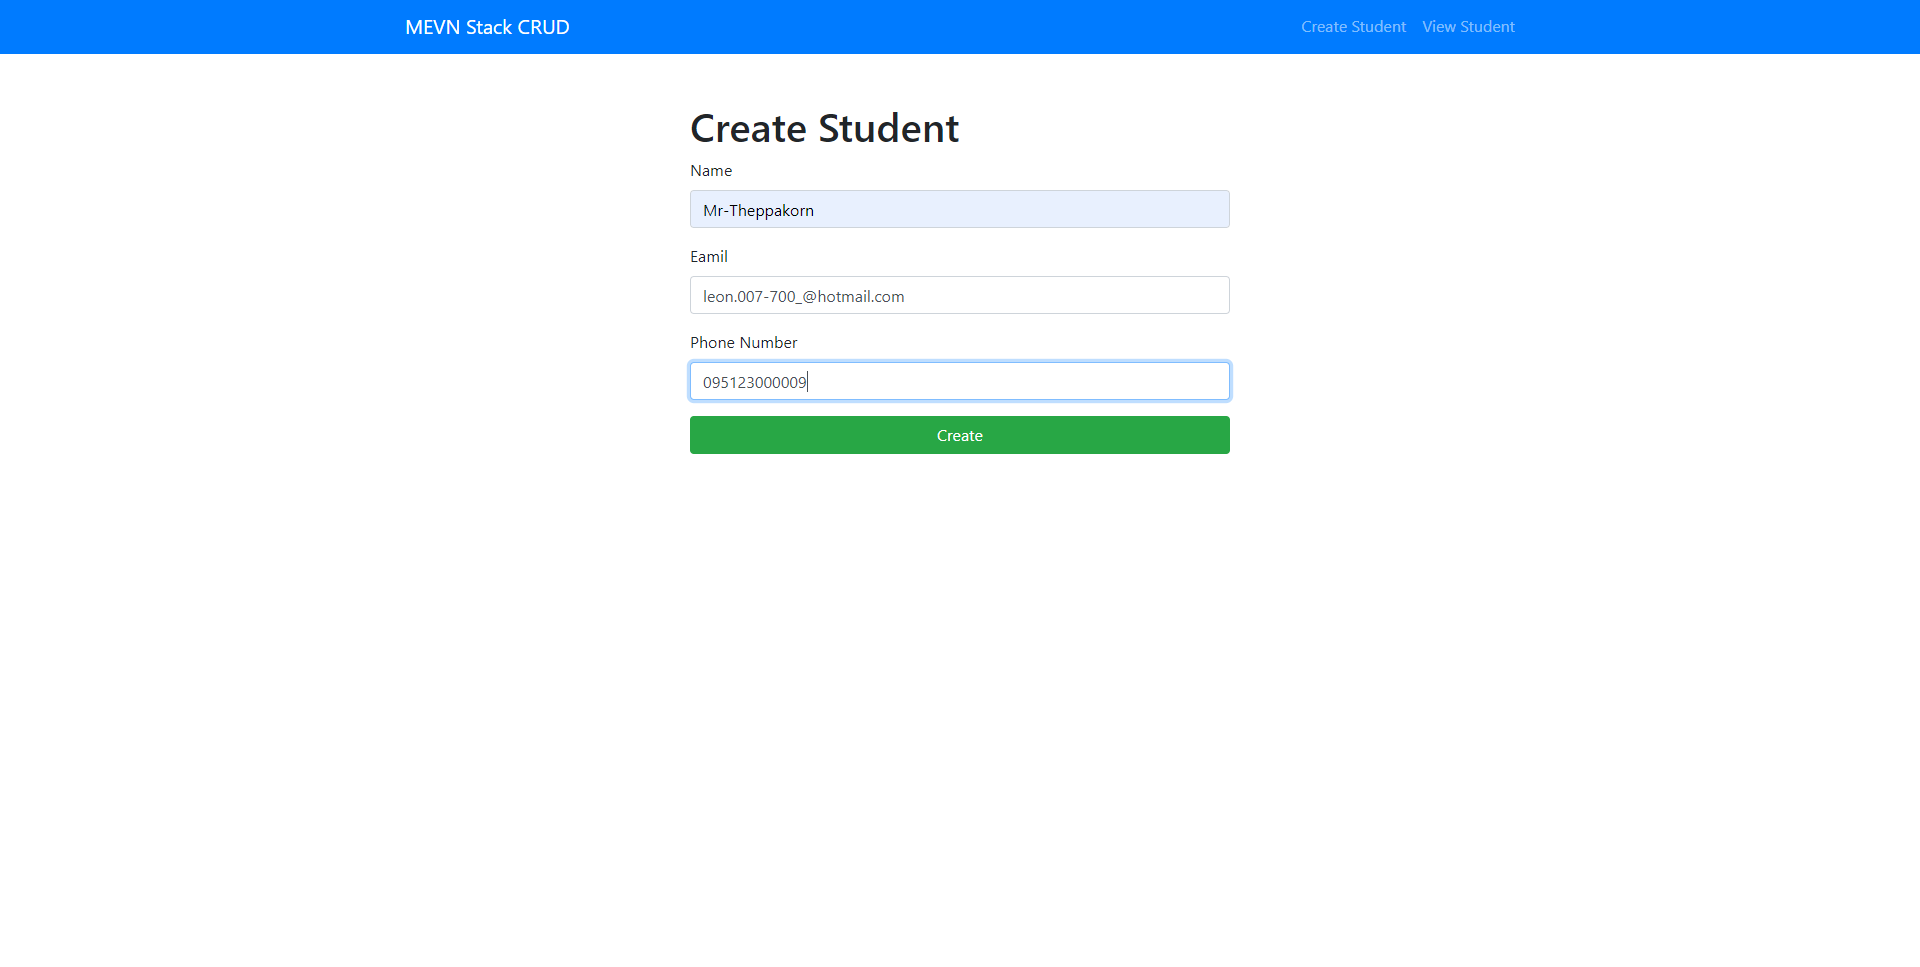 MEVN Stack CRUD Create Student View Student
Create Student
Name
Mr-Theppakorn
Eamil
leon.007-700_@hotmail.com
Phone Number
095123000009
Create